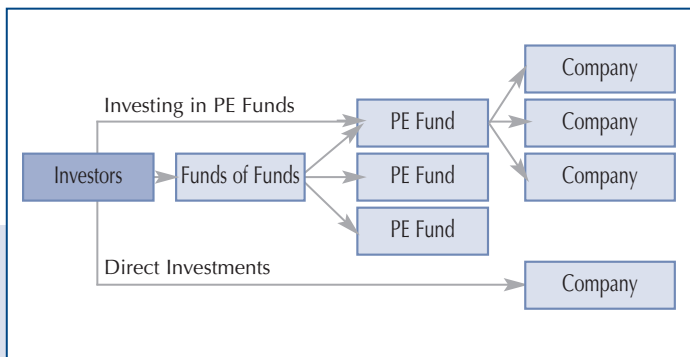 Company
Investing in PE Funds
PE Fund
Company
Investors
Funds of Funds
PE Fund
Company
PE Fund
Direct Investments
Company